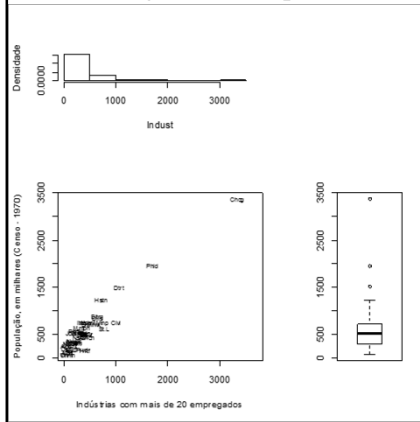 Densidade
0.0000
0 1000 2000 3000
Indust
População, em milhares (Censo - 1970)
0 500 1500 2500 3500
Chcg
Phld
Dtrt
Hstn
0 1000 2000 3000
Indústrias com mais de 20 empregados
0 500 1500 2500 3500